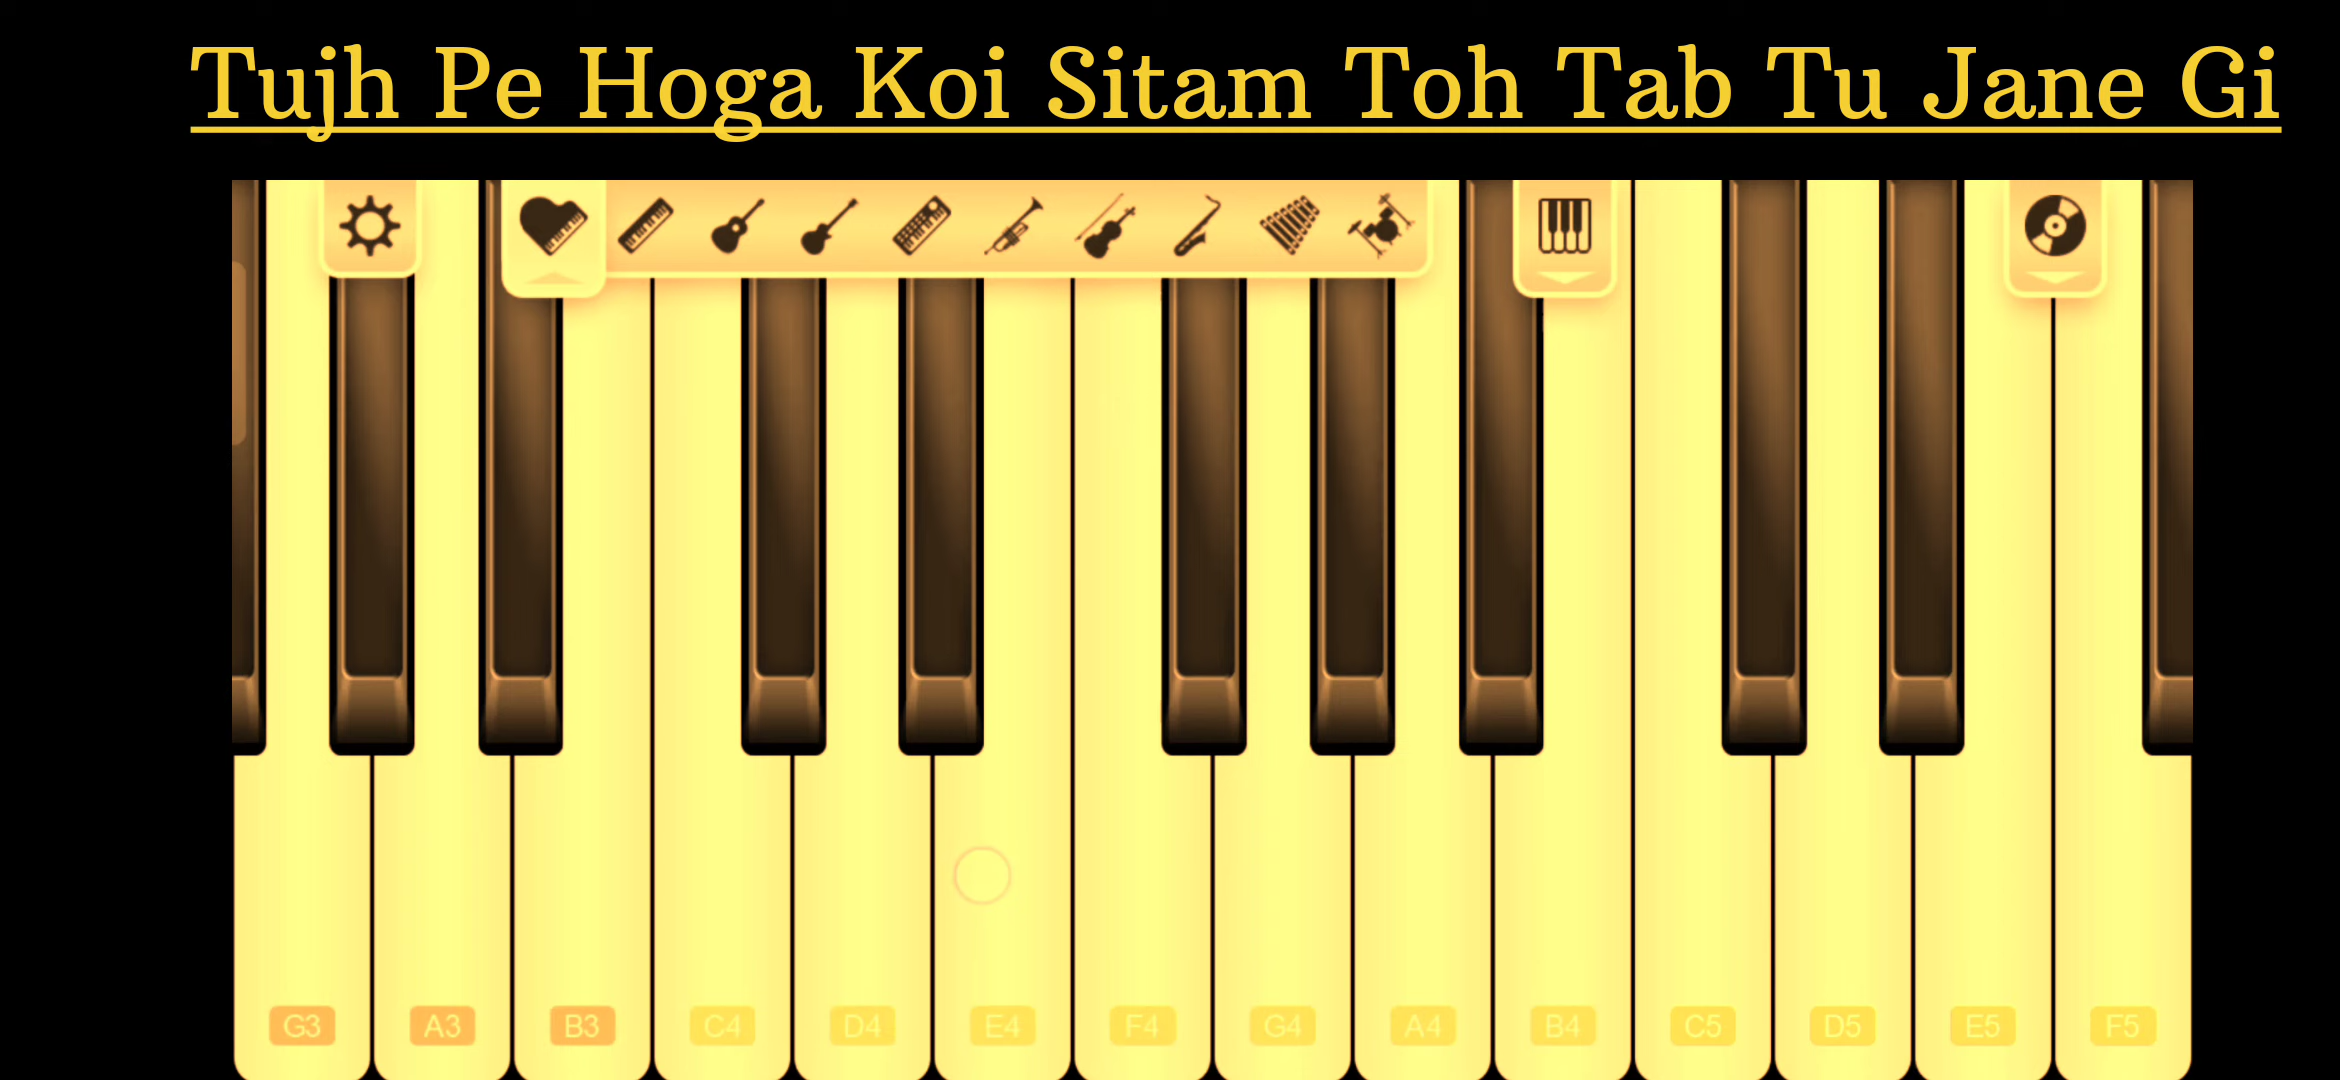 Tujh Pe Hoga Koi Sitam Toh Tab Tu Jane Gi
G3 A3 B3 C4 D4 E4 F4 G4 A4 B4 C5 D5 E5 F5